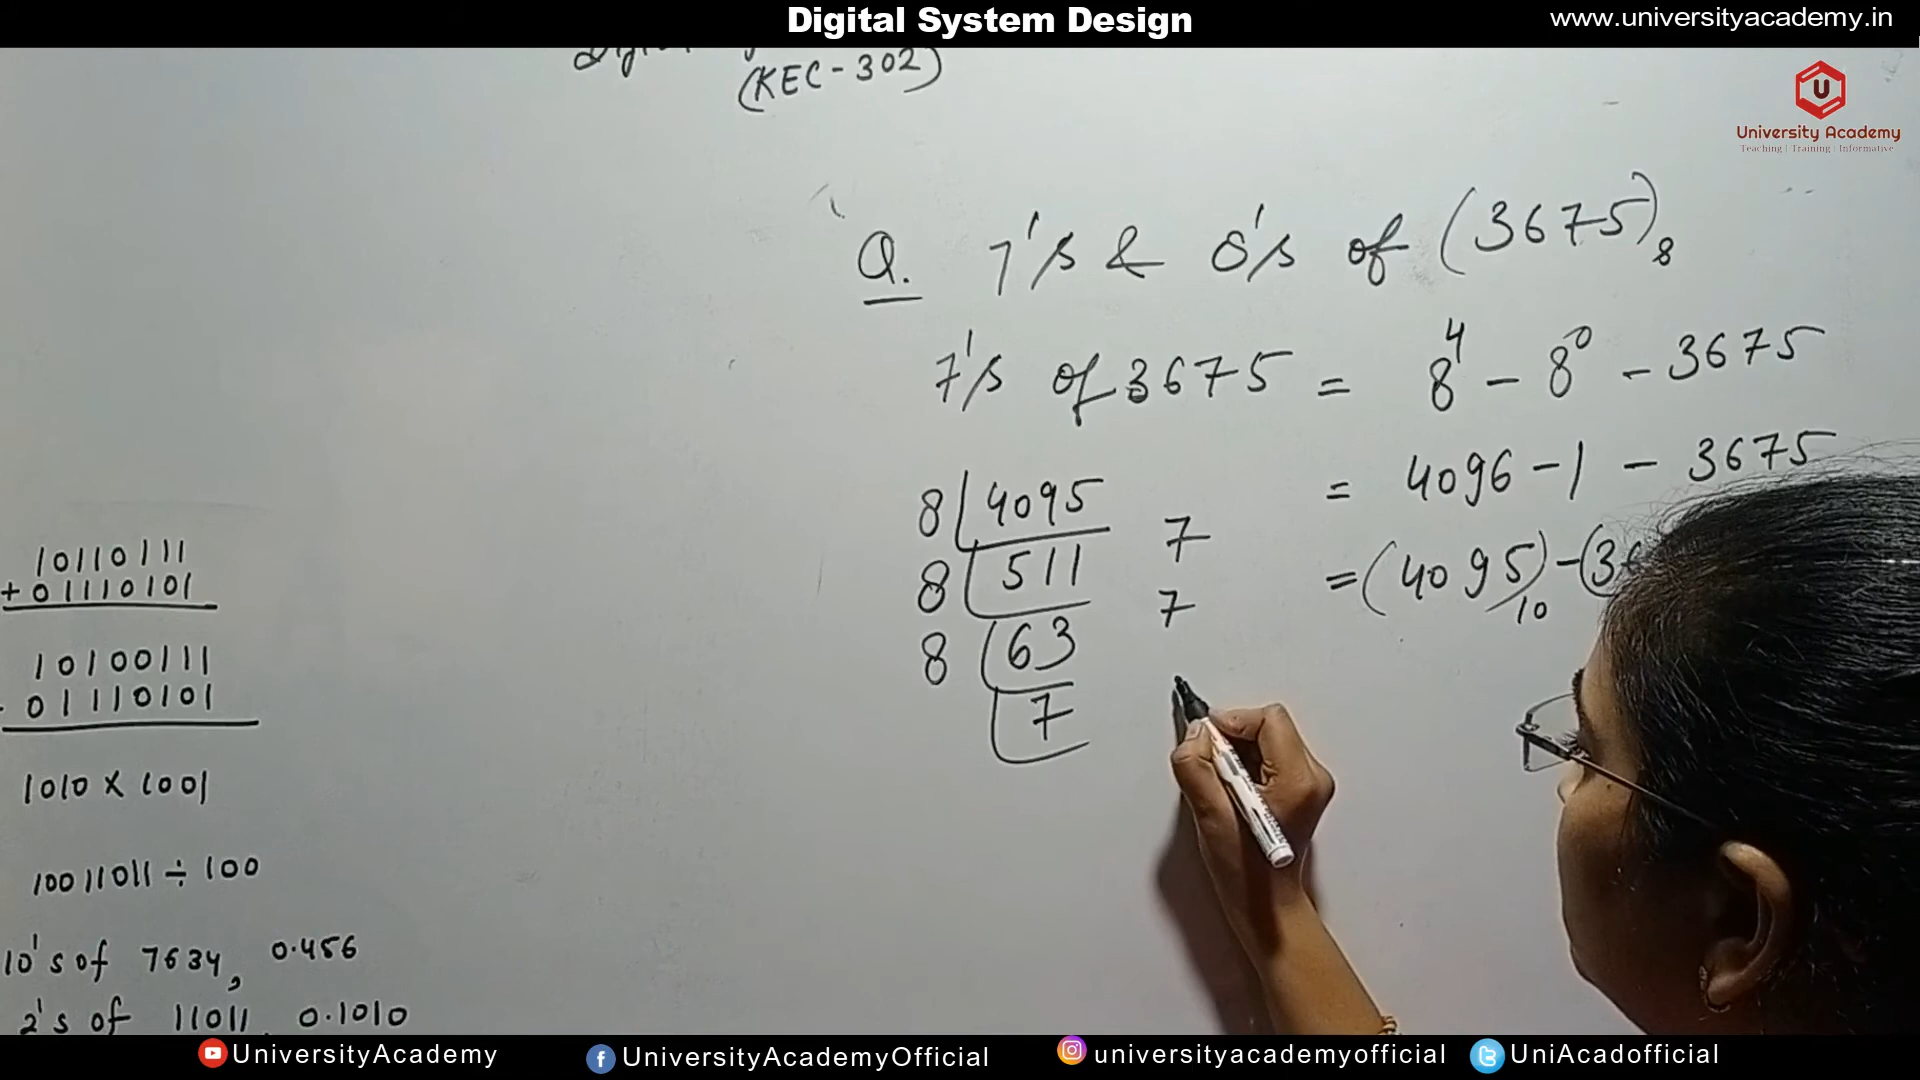 Digital System Design
www.universityacademy.in
(KEC-302)
U
University Academy
Teaching | Training | Informative
Q. 7's & 8's of (3675)8
7's of 3675 = 8^4 - 8^0 - 3675
= 4096 - 1 - 3675
= (4095)10 - (36
8 4095
8 511 7
8 63 7
7
10110111
+ 01110101
10100111
- 01110101
1010 × 1001
10011011 ÷ 100
10's of 7634, 0.456
2's of 11011, 0.1010
UniversityAcademy
UniversityAcademyOfficial
universityacademyofficial
UniAcadofficial